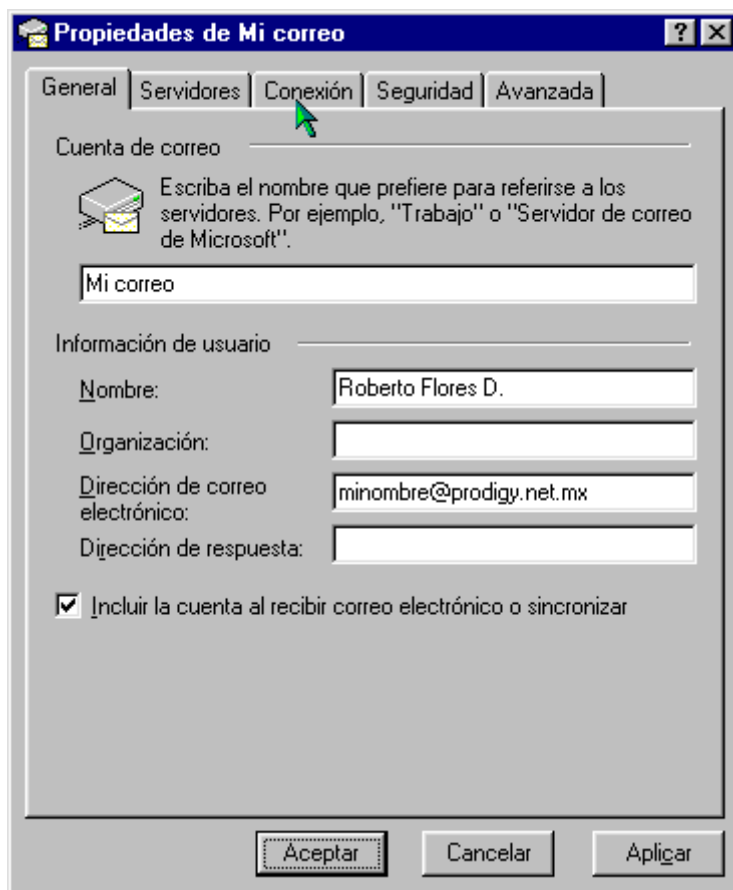 Propiedades de Mi correo
General Servidores Conexión Seguridad Avanzada
Cuenta de correo
Escriba el nombre que prefiere para referirse a los
servidores. Por ejemplo, "Trabajo" o "Servidor de correo
de Microsoft".
Mi correo
Información de usuario
Nombre: Roberto Flores D.
Organización:
Dirección de correo
electrónico: minombre@prodigy.net.mx
Dirección de respuesta:
Incluir la cuenta al recibir correo electrónico o sincronizar
Aceptar Cancelar Aplicar